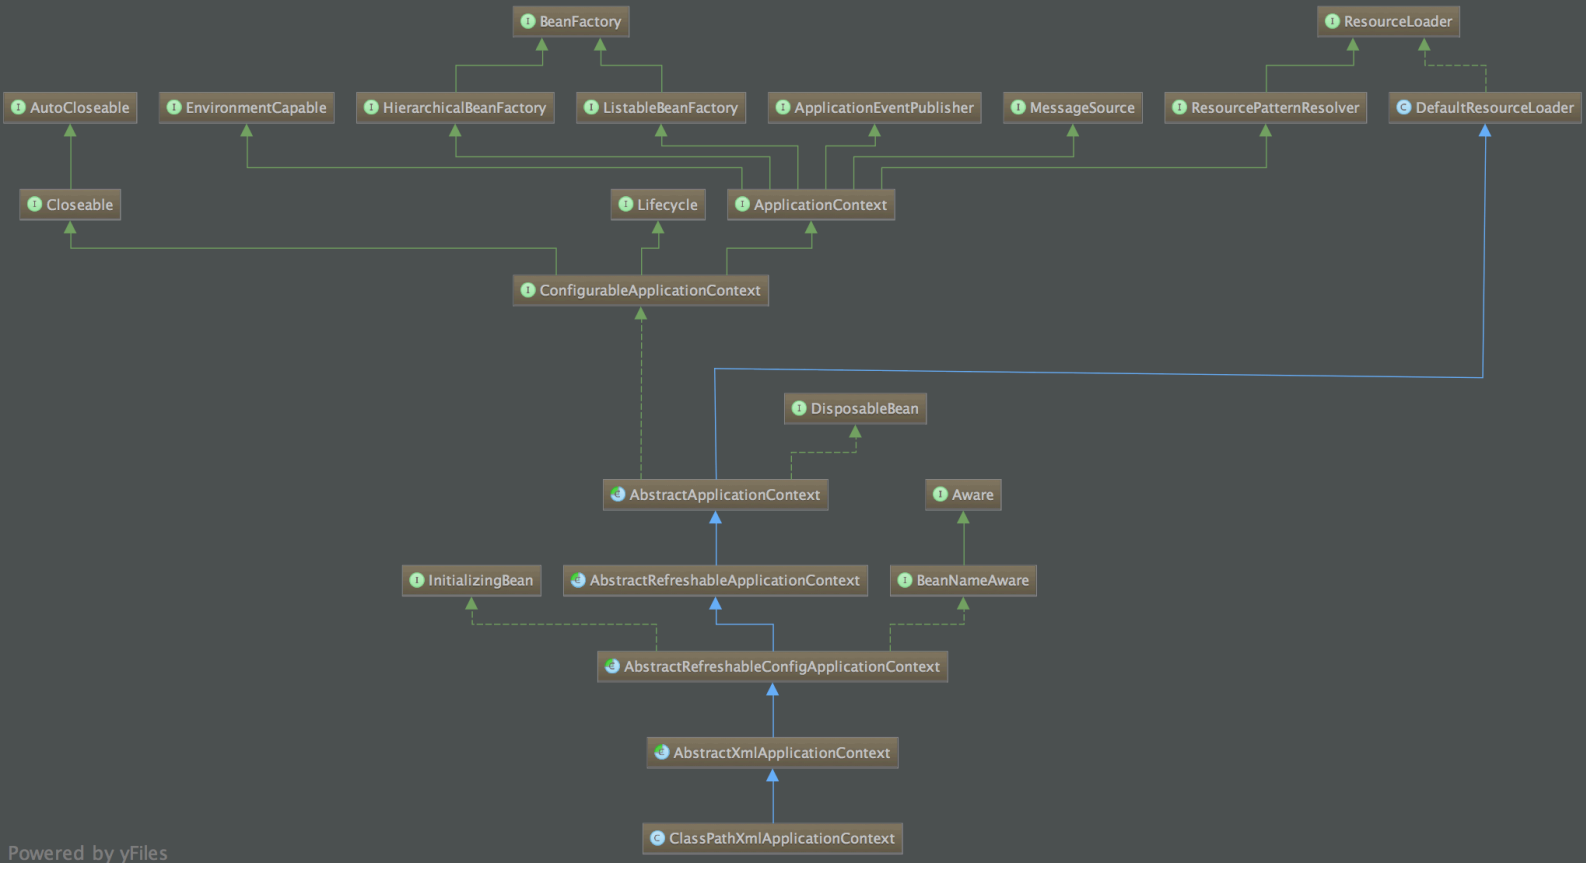 BeanFactory
ResourceLoader
AutoCloseable
EnvironmentCapable
HierarchicalBeanFactory
ListableBeanFactory
ApplicationEventPublisher
MessageSource
ResourcePatternResolver
DefaultResourceLoader
Closeable
Lifecycle
ApplicationContext
ConfigurableApplicationContext
DisposableBean
AbstractApplicationContext
Aware
InitializingBean
AbstractRefreshableApplicationContext
BeanNameAware
AbstractRefreshableConfigApplicationContext
AbstractXmlApplicationContext
ClassPathXmlApplicationContext
Powered by yFiles